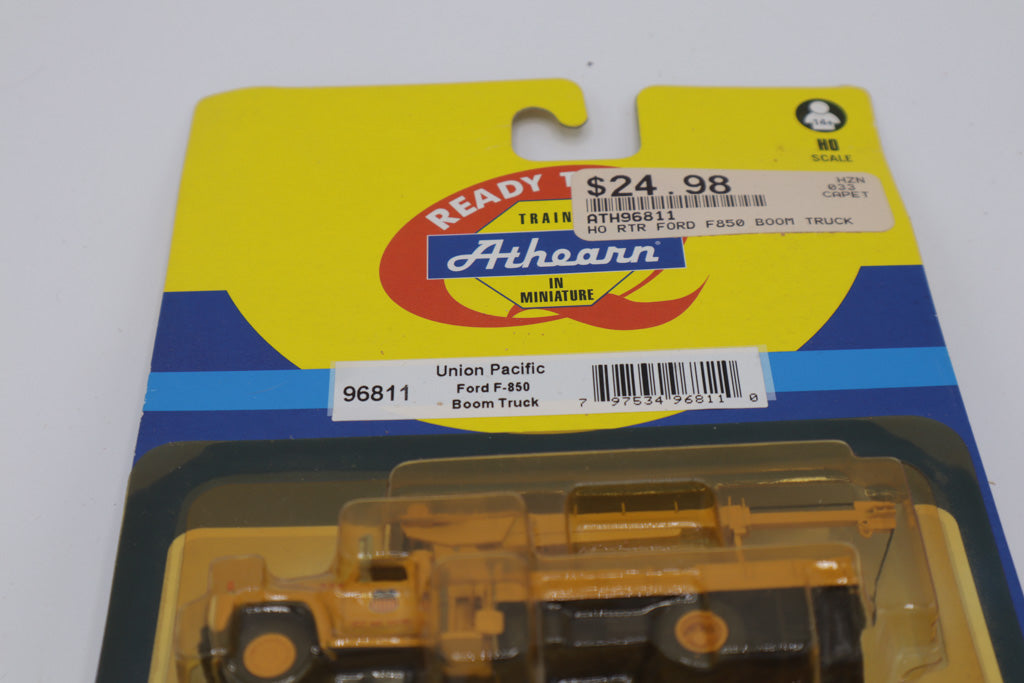 14+
HO
SCALE
READY T
$24.98
HZN
033
CAPET
ATH96811
HO RTR FORD F850 BOOM TRUCK
TRAIN
Athearn
IN
MINIATURE
96811
Union Pacific
Ford F-850
Boom Truck
7 97534 96811 0